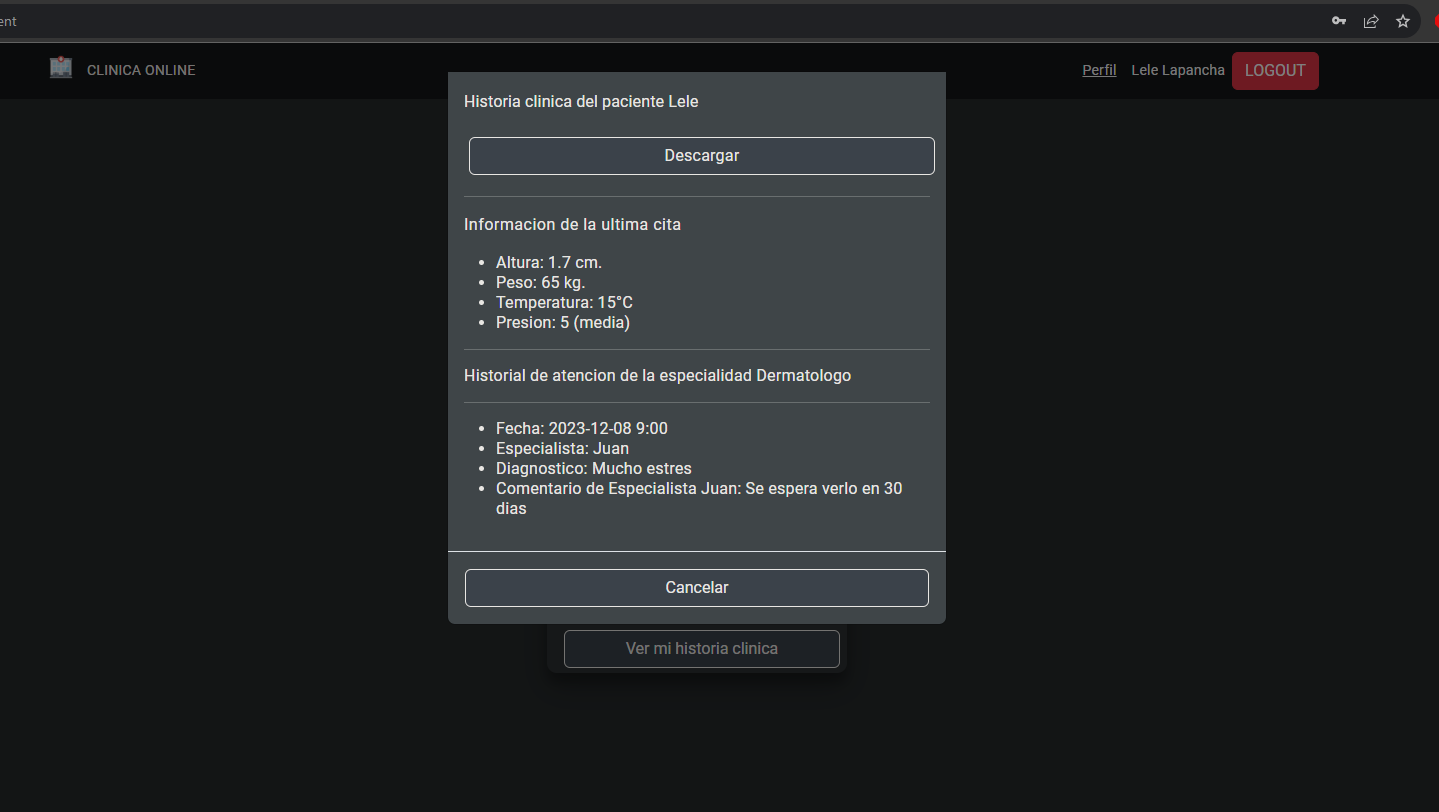 ent
CLINICA ONLINE
Perfil Lele Lapancha LOGOUT
Historia clinica del paciente Lele
Descargar
Informacion de la ultima cita
Altura: 1.7 cm.
Peso: 65 kg.
Temperatura: 15°C
Presion: 5 (media)
Historial de atencion de la especialidad Dermatologo
Fecha: 2023-12-08 9:00
Especialista: Juan
Diagnostico: Mucho estres
Comentario de Especialista Juan: Se espera verlo en 30
dias
Cancelar
Ver mi historia clinica